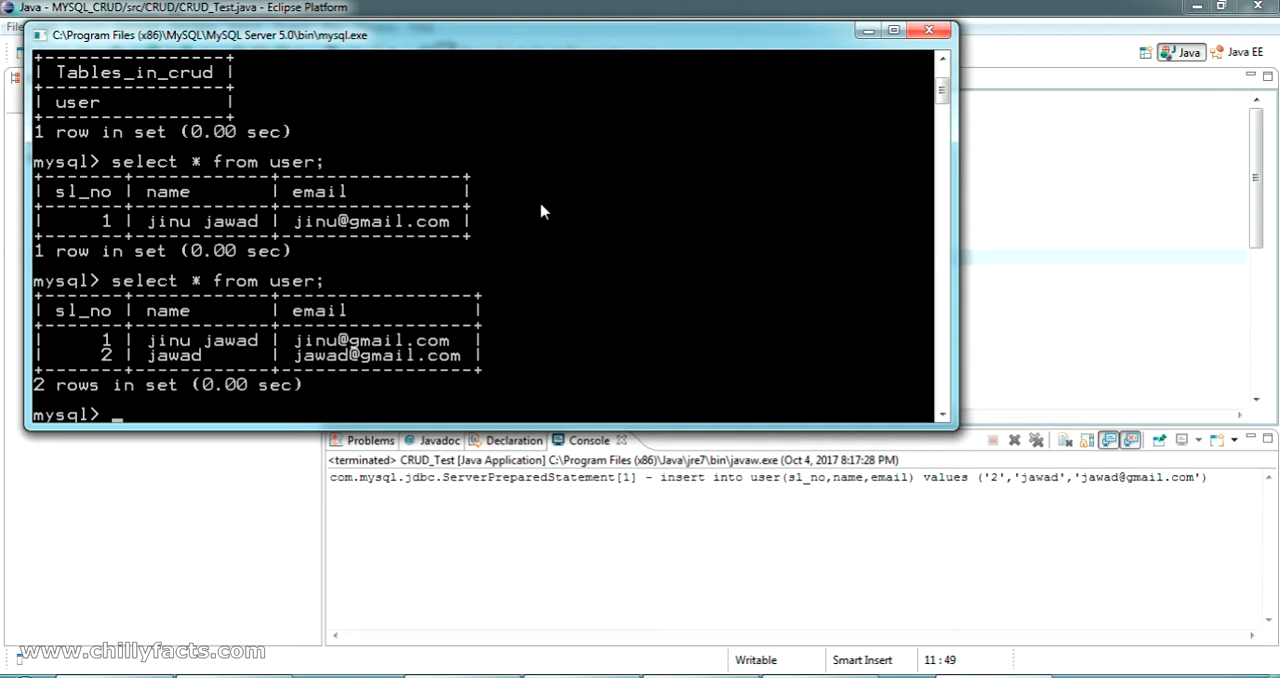 Java - MYSQL_CRUD/src/CRUD/CRUD_Test.java - Eclipse Platform
C:\Program Files (x86)\MySQL\MySQL Server 5.0\bin\mysql.exe
Java
Java EE
+-----------------+
| Tables_in_crud |
+-----------------+
| user |
+-----------------+
1 row in set (0.00 sec)
mysql> select * from user;
| sl_no | name | email |
| 1 | jinu jawad | jinu@gmail.com |
1 row in set (0.00 sec)
mysql> select * from user;
| sl_no | name | email |
| 1 | jinu jawad | jinu@gmail.com |
| 2 | jawad | jawad@gmail.com |
2 rows in set (0.00 sec)
mysql> _
Problems @ Javadoc Declaration Console
<terminated> CRUD_Test [Java Application] C:\Program Files (x86)\Java\jre7\bin\javaw.exe (Oct 4, 2017 8:17:28 PM)
com.mysql.jdbc.ServerPreparedStatement[1] - insert into user(sl_no,name,email) values ('2','jawad','jawad@gmail.com')
www.chillyfacts.com
Writable Smart Insert 11 : 49